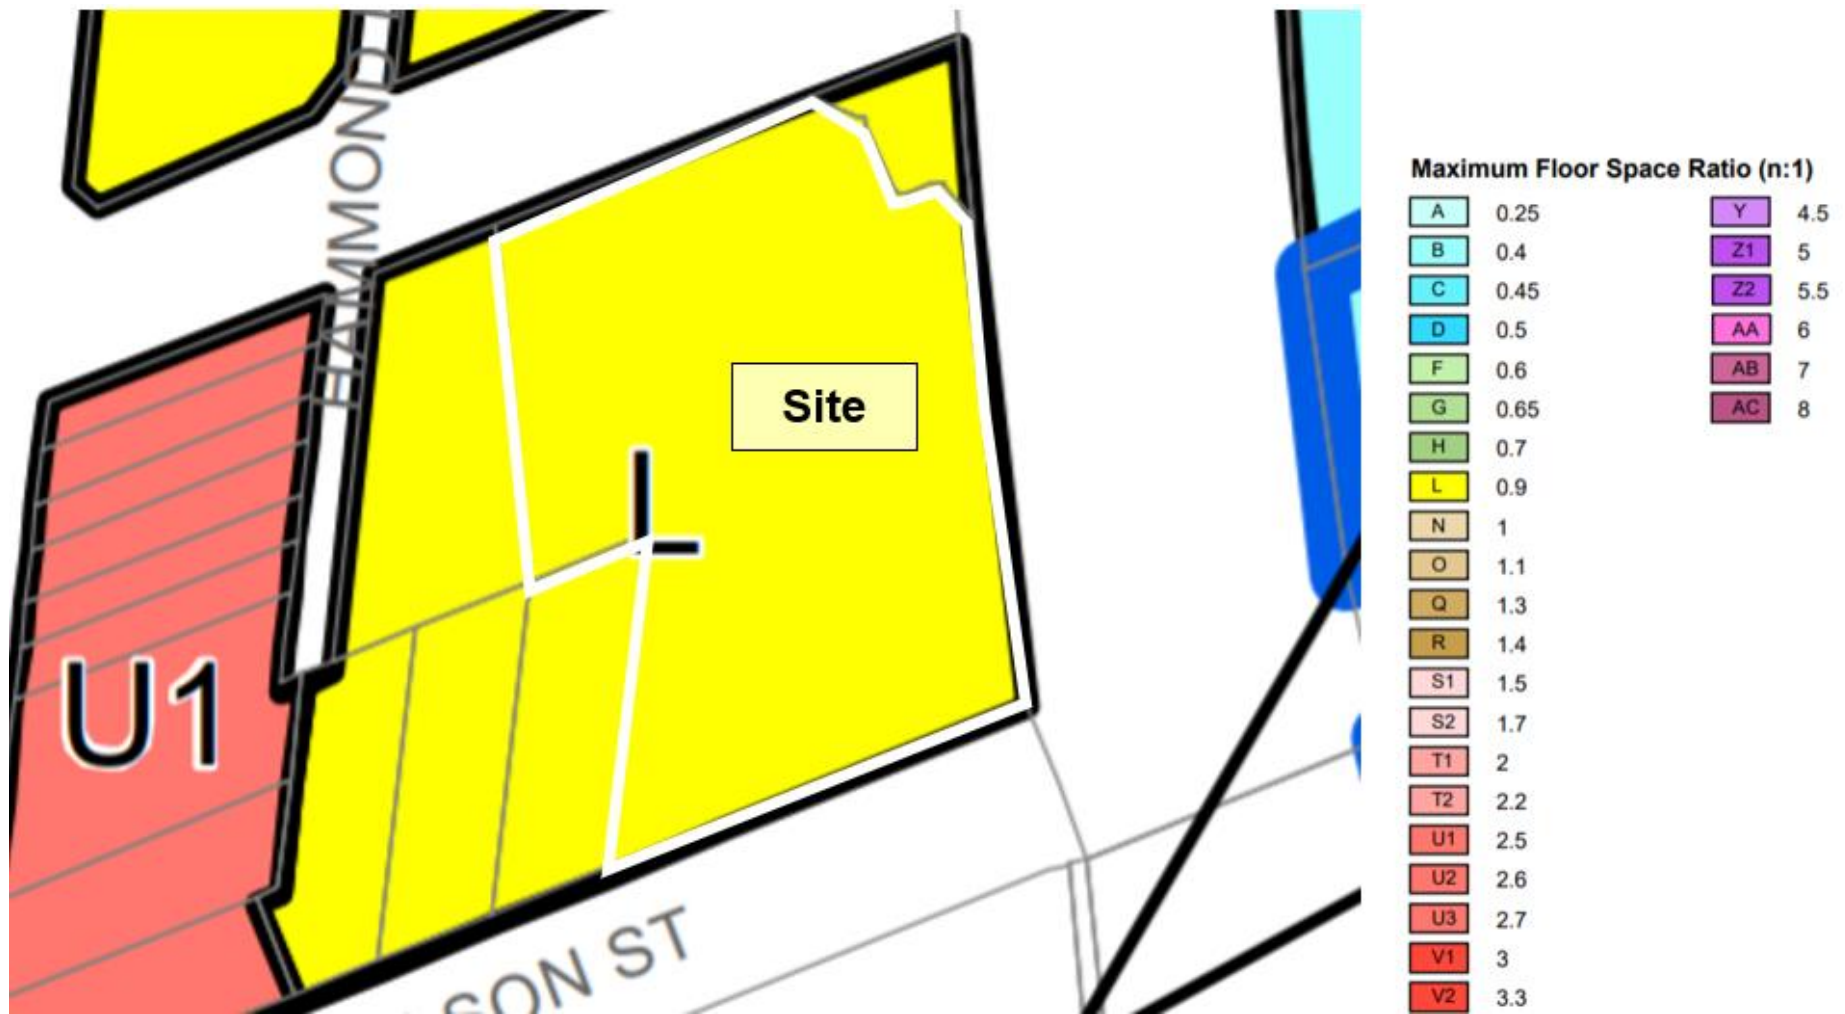 HAMMOND
Site
L
U1
SON ST
Maximum Floor Space Ratio (n:1)
A 0.25
B 0.4
C 0.45
D 0.5
F 0.6
G 0.65
H 0.7
L 0.9
N 1
O 1.1
Q 1.3
R 1.4
S1 1.5
S2 1.7
T1 2
T2 2.2
U1 2.5
U2 2.6
U3 2.7
V1 3
V2 3.3
Y 4.5
Z1 5
Z2 5.5
AA 6
AB 7
AC 8